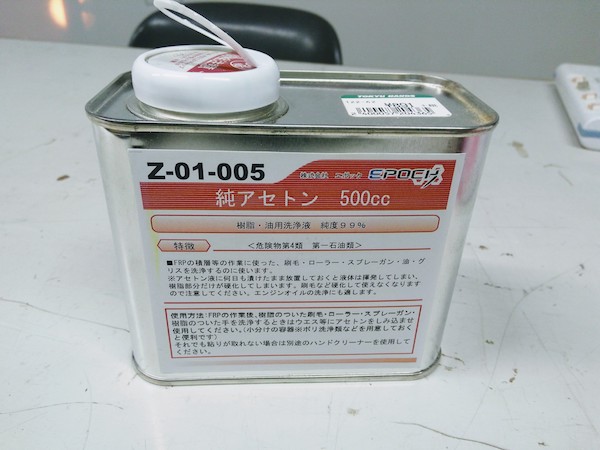 TOKYU HANDS
¥801
Z-01-005
株式会社 エポック EPOCH
純アセトン 500cc
樹脂・油用洗浄液 純度99%
特徴 <危険物第4類 第一石油類>
■FRPの積層等の作業に使った、刷毛・ローラー・スプレーガン・油・グ
リスを洗浄するのに使います。
※アセトン液に何日も漬けたまま放置しておくと液体は揮発してしまい、
樹脂部分だけが硬化してしまいます。刷毛など硬化して使えなくなります
ので注意してください。エンジンオイルの洗浄にも適します。
使用方法:FRPの作業後、樹脂のついた刷毛・ローラー・スプレーガン・
樹脂のついた手を洗浄するときはウエス等にアセトンをしみ込ませ
使用してください。(小分けの容器※ポリ洗浄類などを用意しておく
と便利です)
それでも粘りが取れない場合は別途のハンドクリーナーを使用して
ください。